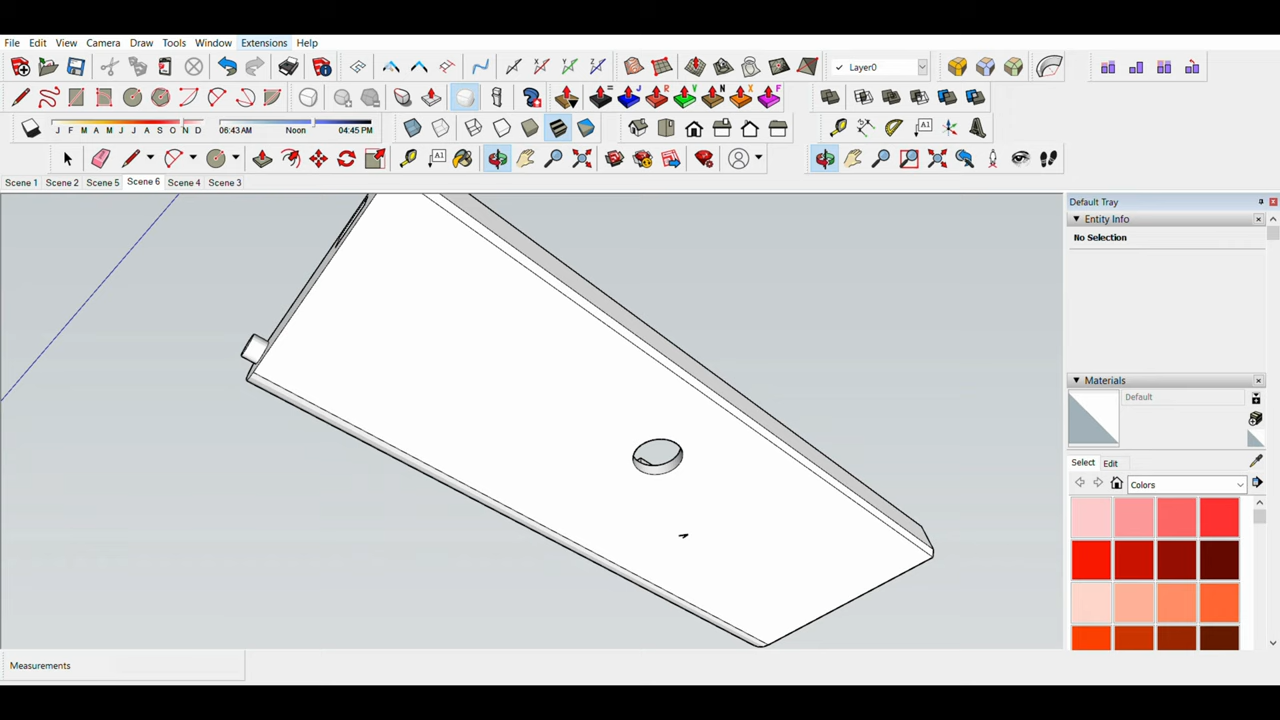 File Edit View Camera Draw Tools Window Extensions Help
Layer0
J F M A M J J A S O N D 06:43 AM Noon 04:45 PM
A1
A1
Scene 1 Scene 2 Scene 5 Scene 6 Scene 4 Scene 3
Default Tray
Entity Info
No Selection
Materials
Default
Select Edit
Colors
Measurements